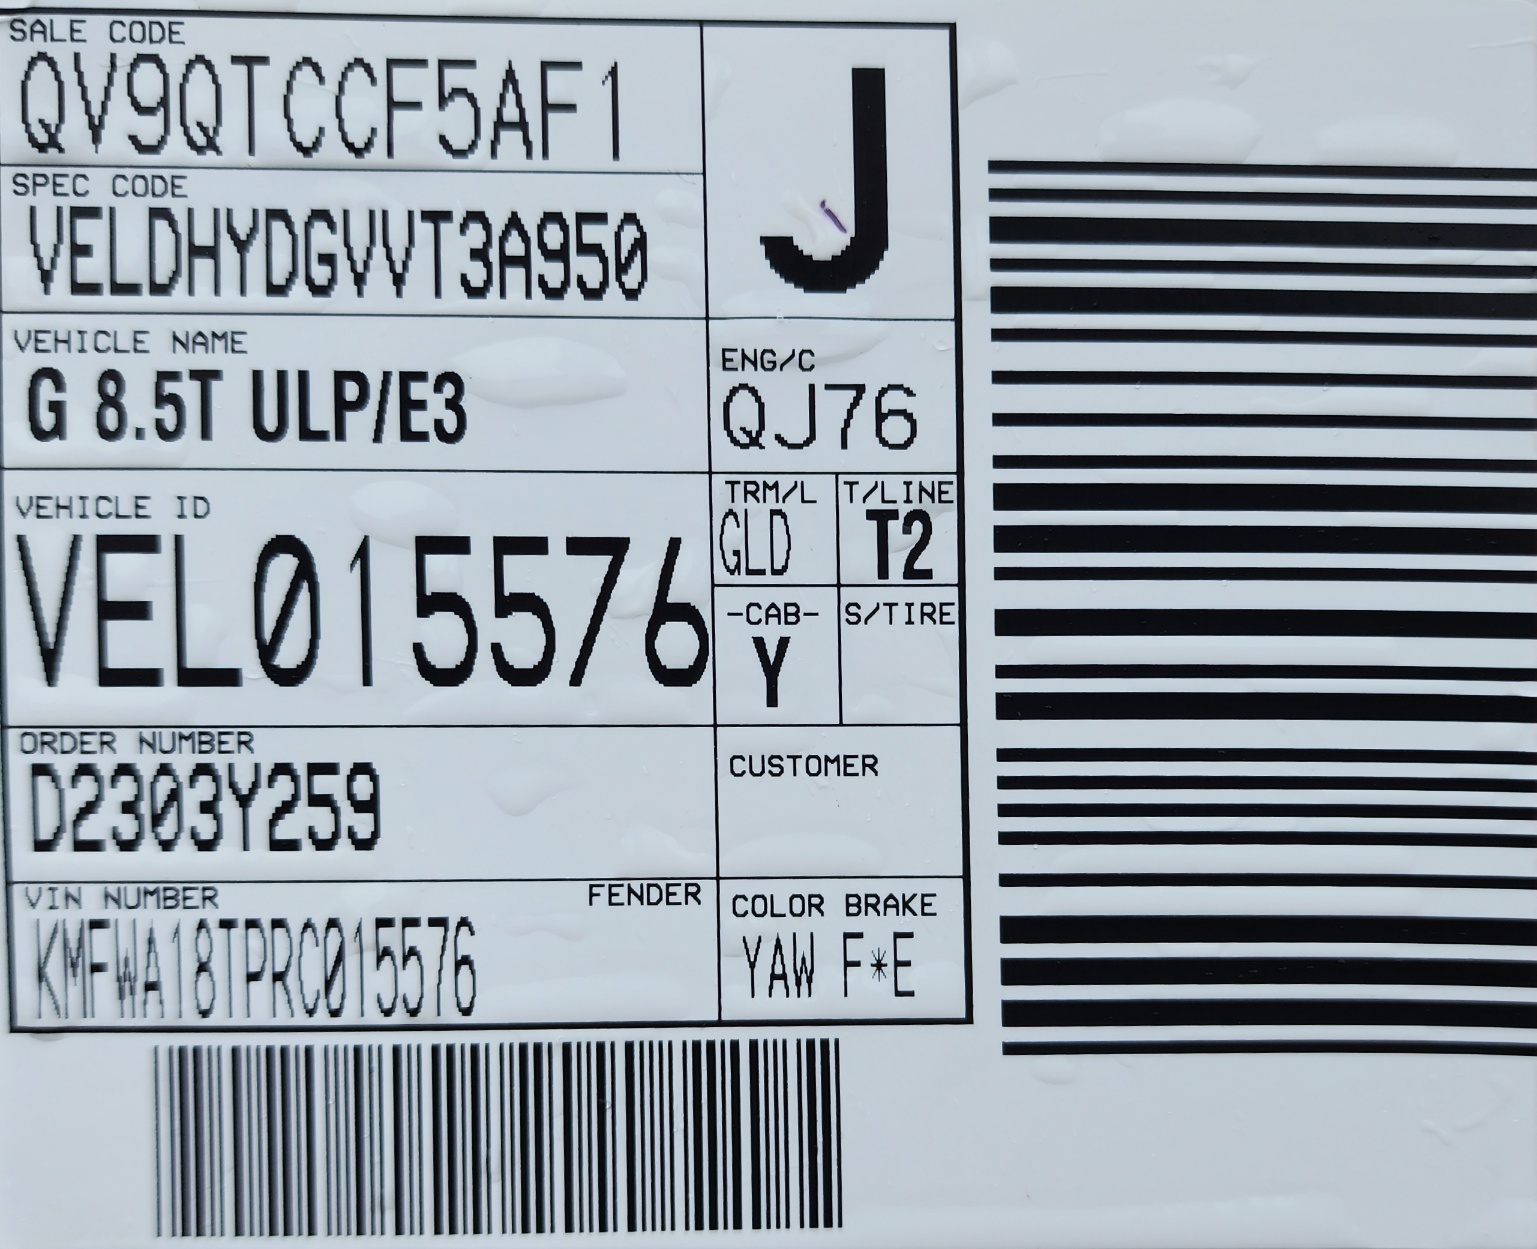 SALE CODE
QV9QTCCF5AF1
J
SPEC CODE
VELDHYDGVVT3A950
VEHICLE NAME
G 8.5T ULP/E3
ENG/C
QJ76
VEHICLE ID
VEL015576
TRM/L T/LINE
GLD T2
-CAB- S/TIRE
Y
ORDER NUMBER
D2303Y259
CUSTOMER
VIN NUMBER FENDER
KMFWA18TPRC015576
COLOR BRAKE
YAW F*E